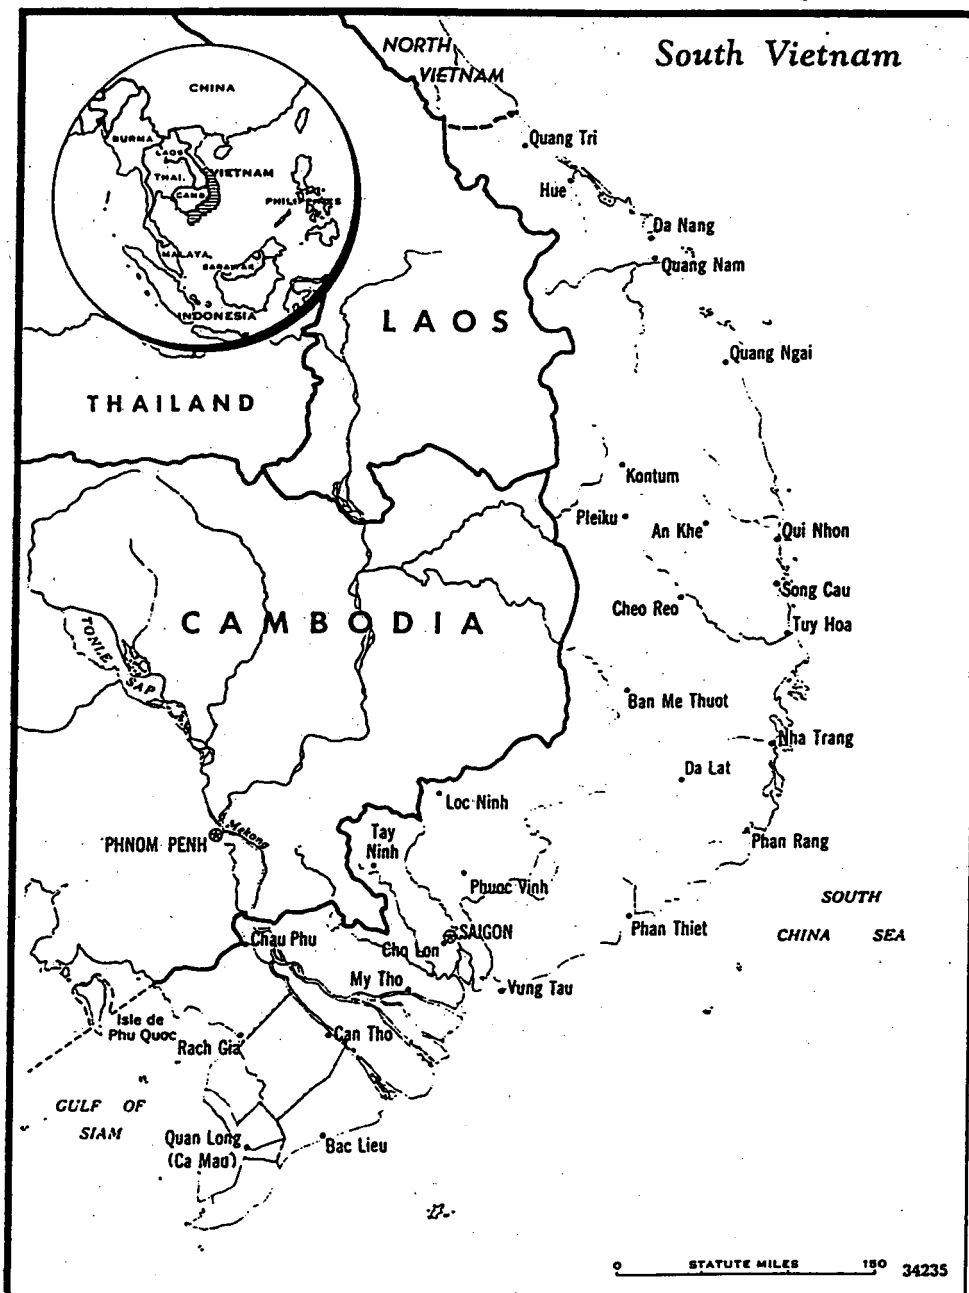 South Vietnam
NORTH
VIETNAM
CHINA
BURMA
LAOS
THAI.
VIETNAM
CAMB
PHILIPPINES
MALAYA
SARAWAK
INDONESIA
Quang Tri
Hue
Da Nang
Quang Nam
LAOS
Quang Ngai
THAILAND
Kontum
Pleiku
An Khe
Qui Nhon
Song Cau
Cheo Reo
Tuy Hoa
CAMBODIA
TONLE
SAP
Ban Me Thuot
Nha Trang
Da Lat
Loc Ninh
PHNOM PENH
Mekong
Tay
Ninh
Phan Rang
Phuoc Vinh
SOUTH
CHINA SEA
Phan Thiet
SAIGON
Cho Lon
Chau Phu
My Tho
Vung Tau
Isle de
Phu Quoc
Rach Gia
Can Tho
GULF OF
SIAM
Quan Long
(Ca Mau)
Bac Lieu
0 STATUTE MILES 150
34235